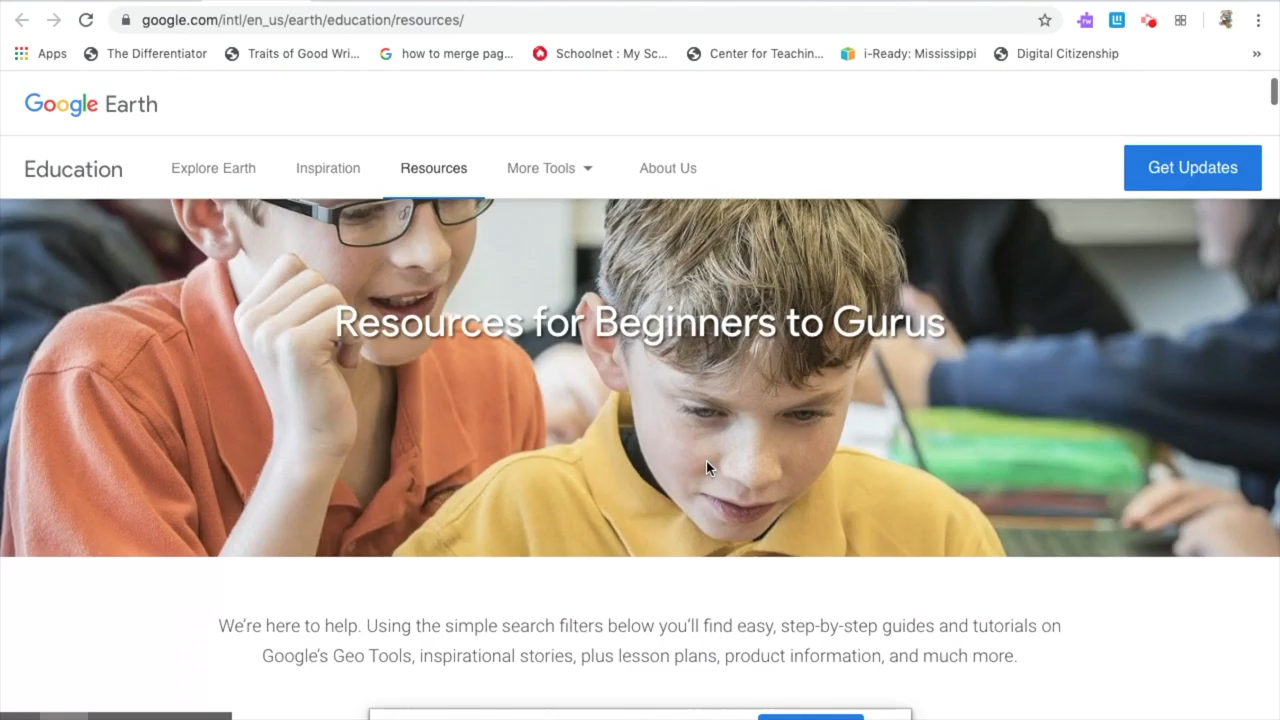 google.com/intl/en_us/earth/education/resources/
Apps The Differentiator Traits of Good Wri... how to merge pag... Schoolnet : My Sc... Center for Teachin... i-Ready: Mississippi Digital Citizenship »
Google Earth
Education Explore Earth Inspiration Resources More Tools About Us Get Updates
Resources for Beginners to Gurus
We're here to help. Using the simple search filters below you'll find easy, step-by-step guides and tutorials on
Google's Geo Tools, inspirational stories, plus lesson plans, product information, and much more.